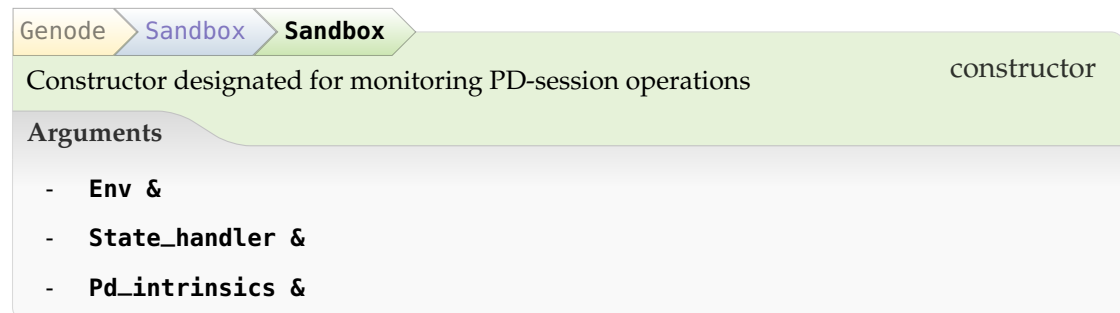 Genode Sandbox Sandbox
Constructor designated for monitoring PD-session operations constructor
Arguments
- Env &
- State_handler &
- Pd_intrinsics &